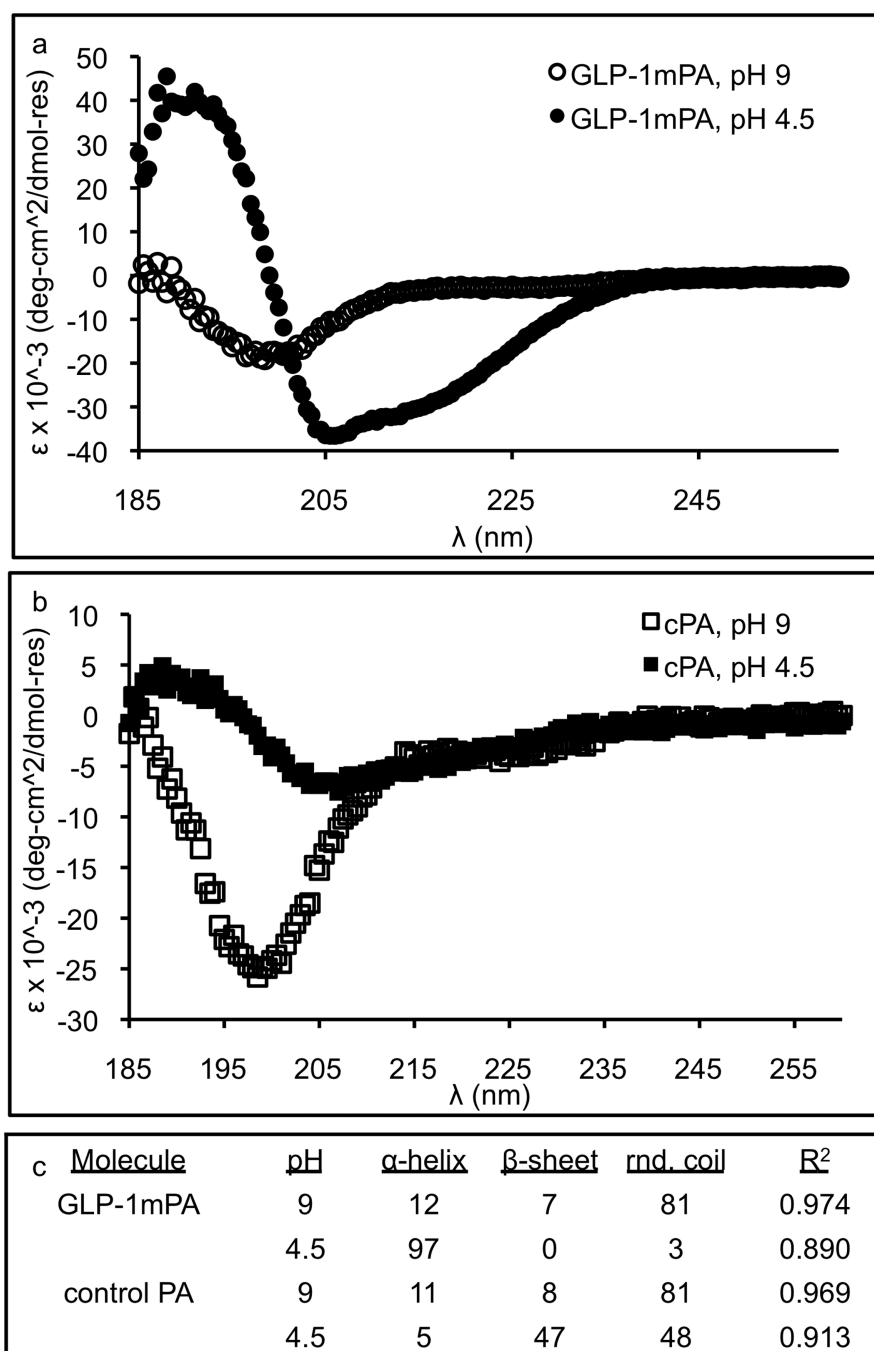 a
50
40
30
20
10
0
-10
-20
-30
-40
ε x 10^-3 (deg-cm^2/dmol-res)
GLP-1mPA, pH 9
GLP-1mPA, pH 4.5
185 205 225 245
λ (nm)
b
10
5
0
-5
-10
-15
-20
-25
-30
ε x 10^-3 (deg-cm^2/dmol-res)
cPA, pH 9
cPA, pH 4.5
185 195 205 215 225 235 245 255
λ (nm)
c Molecule pH α-helix β-sheet rnd. coil R²
GLP-1mPA 9 12 7 81 0.974
4.5 97 0 3 0.890
control PA 9 11 8 81 0.969
4.5 5 47 48 0.913